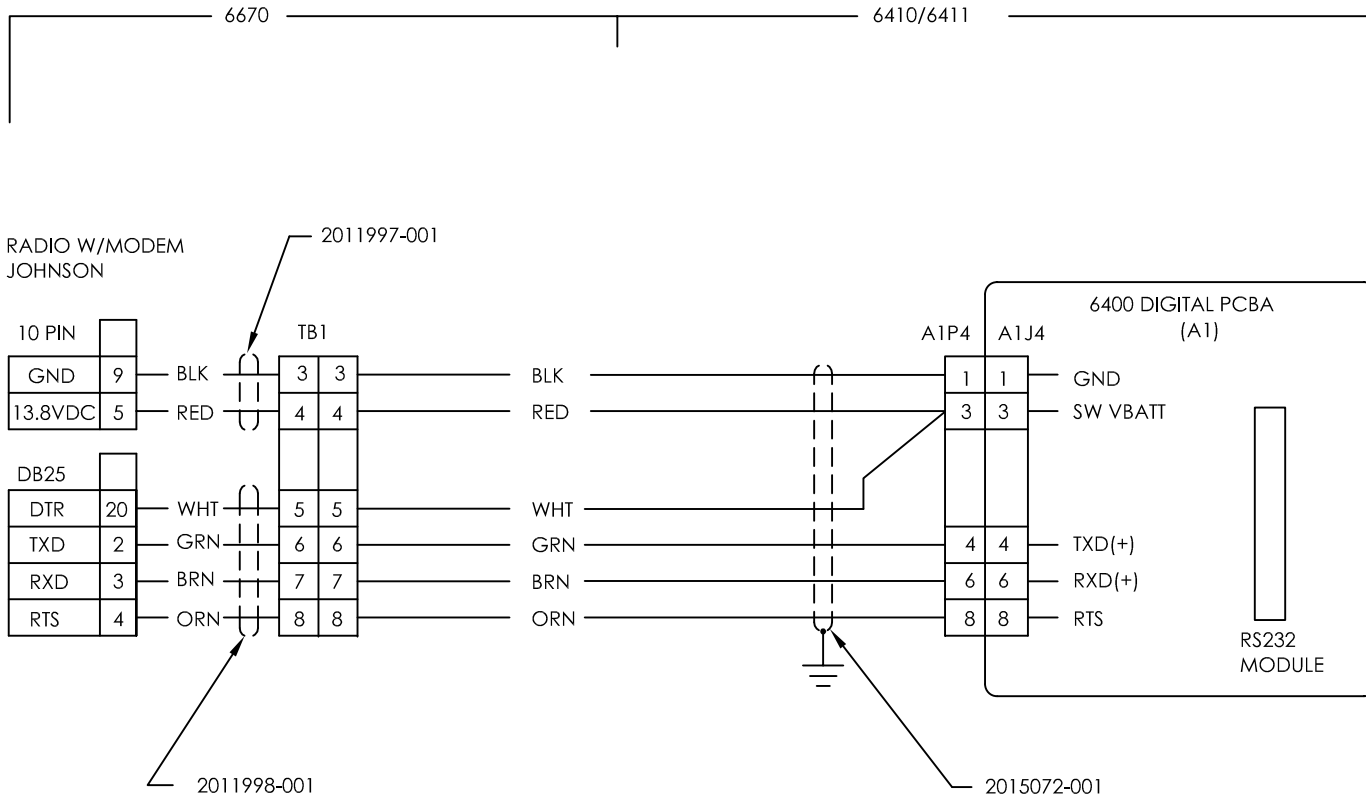 6670 6410/6411
RADIO W/MODEM
JOHNSON
2011997-001
6400 DIGITAL PCBA
(A1)
10 PIN TB1 A1P4 A1J4
GND 9 BLK 3 3 BLK 1 1 GND
13.8VDC 5 RED 4 4 RED 3 3 SW VBATT
DB25
DTR 20 WHT 5 5 WHT
TXD 2 GRN 6 6 GRN 4 4 TXD(+)
RXD 3 BRN 7 7 BRN 6 6 RXD(+)
RTS 4 ORN 8 8 ORN 8 8 RTS
RS232
MODULE
2011998-001 2015072-001